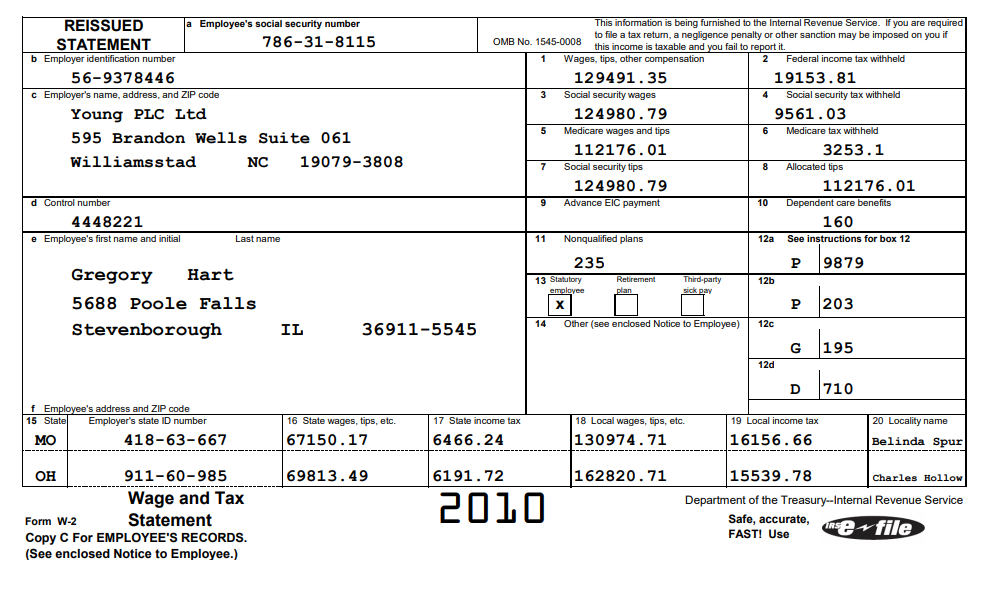 REISSUED STATEMENT
a Employee's social security number
786-31-8115
OMB No. 1545-0008
This information is being furnished to the Internal Revenue Service. If you are required
to file a tax return, a negligence penalty or other sanction may be imposed on you if
this income is taxable and you fail to report it.
b Employer identification number
56-9378446
1 Wages, tips, other compensation
129491.35
2 Federal income tax withheld
19153.81
c Employer's name, address, and ZIP code
Young PLC Ltd
595 Brandon Wells Suite 061
Williamsstad NC 19079-3808
3 Social security wages
124980.79
4 Social security tax withheld
9561.03
5 Medicare wages and tips
112176.01
6 Medicare tax withheld
3253.1
7 Social security tips
124980.79
8 Allocated tips
112176.01
d Control number
4448221
9 Advance EIC payment
10 Dependent care benefits
160
e Employee's first name and initial Last name
Gregory Hart
5688 Poole Falls
Stevenborough IL 36911-5545
11 Nonqualified plans
235
12a See instructions for box 12
P 9879
13 Statutory employee
Retirement plan
Third-party sick pay
X
12b
P 203
14 Other (see enclosed Notice to Employee)
12c
G 195
12d
D 710
f Employee's address and ZIP code
15 State Employer's state ID number 16 State wages, tips, etc. 17 State income tax 18 Local wages, tips, etc. 19 Local income tax 20 Locality name
MO 418-63-667 67150.17 6466.24 130974.71 16156.66 Belinda Spur
OH 911-60-985 69813.49 6191.72 162820.71 15539.78 Charles Hollow
Wage and Tax
Form W-2 Statement
Copy C For EMPLOYEE'S RECORDS.
(See enclosed Notice to Employee.)
2010
Department of the Treasury--Internal Revenue Service
Safe, accurate,
FAST! Use
IRS e-file